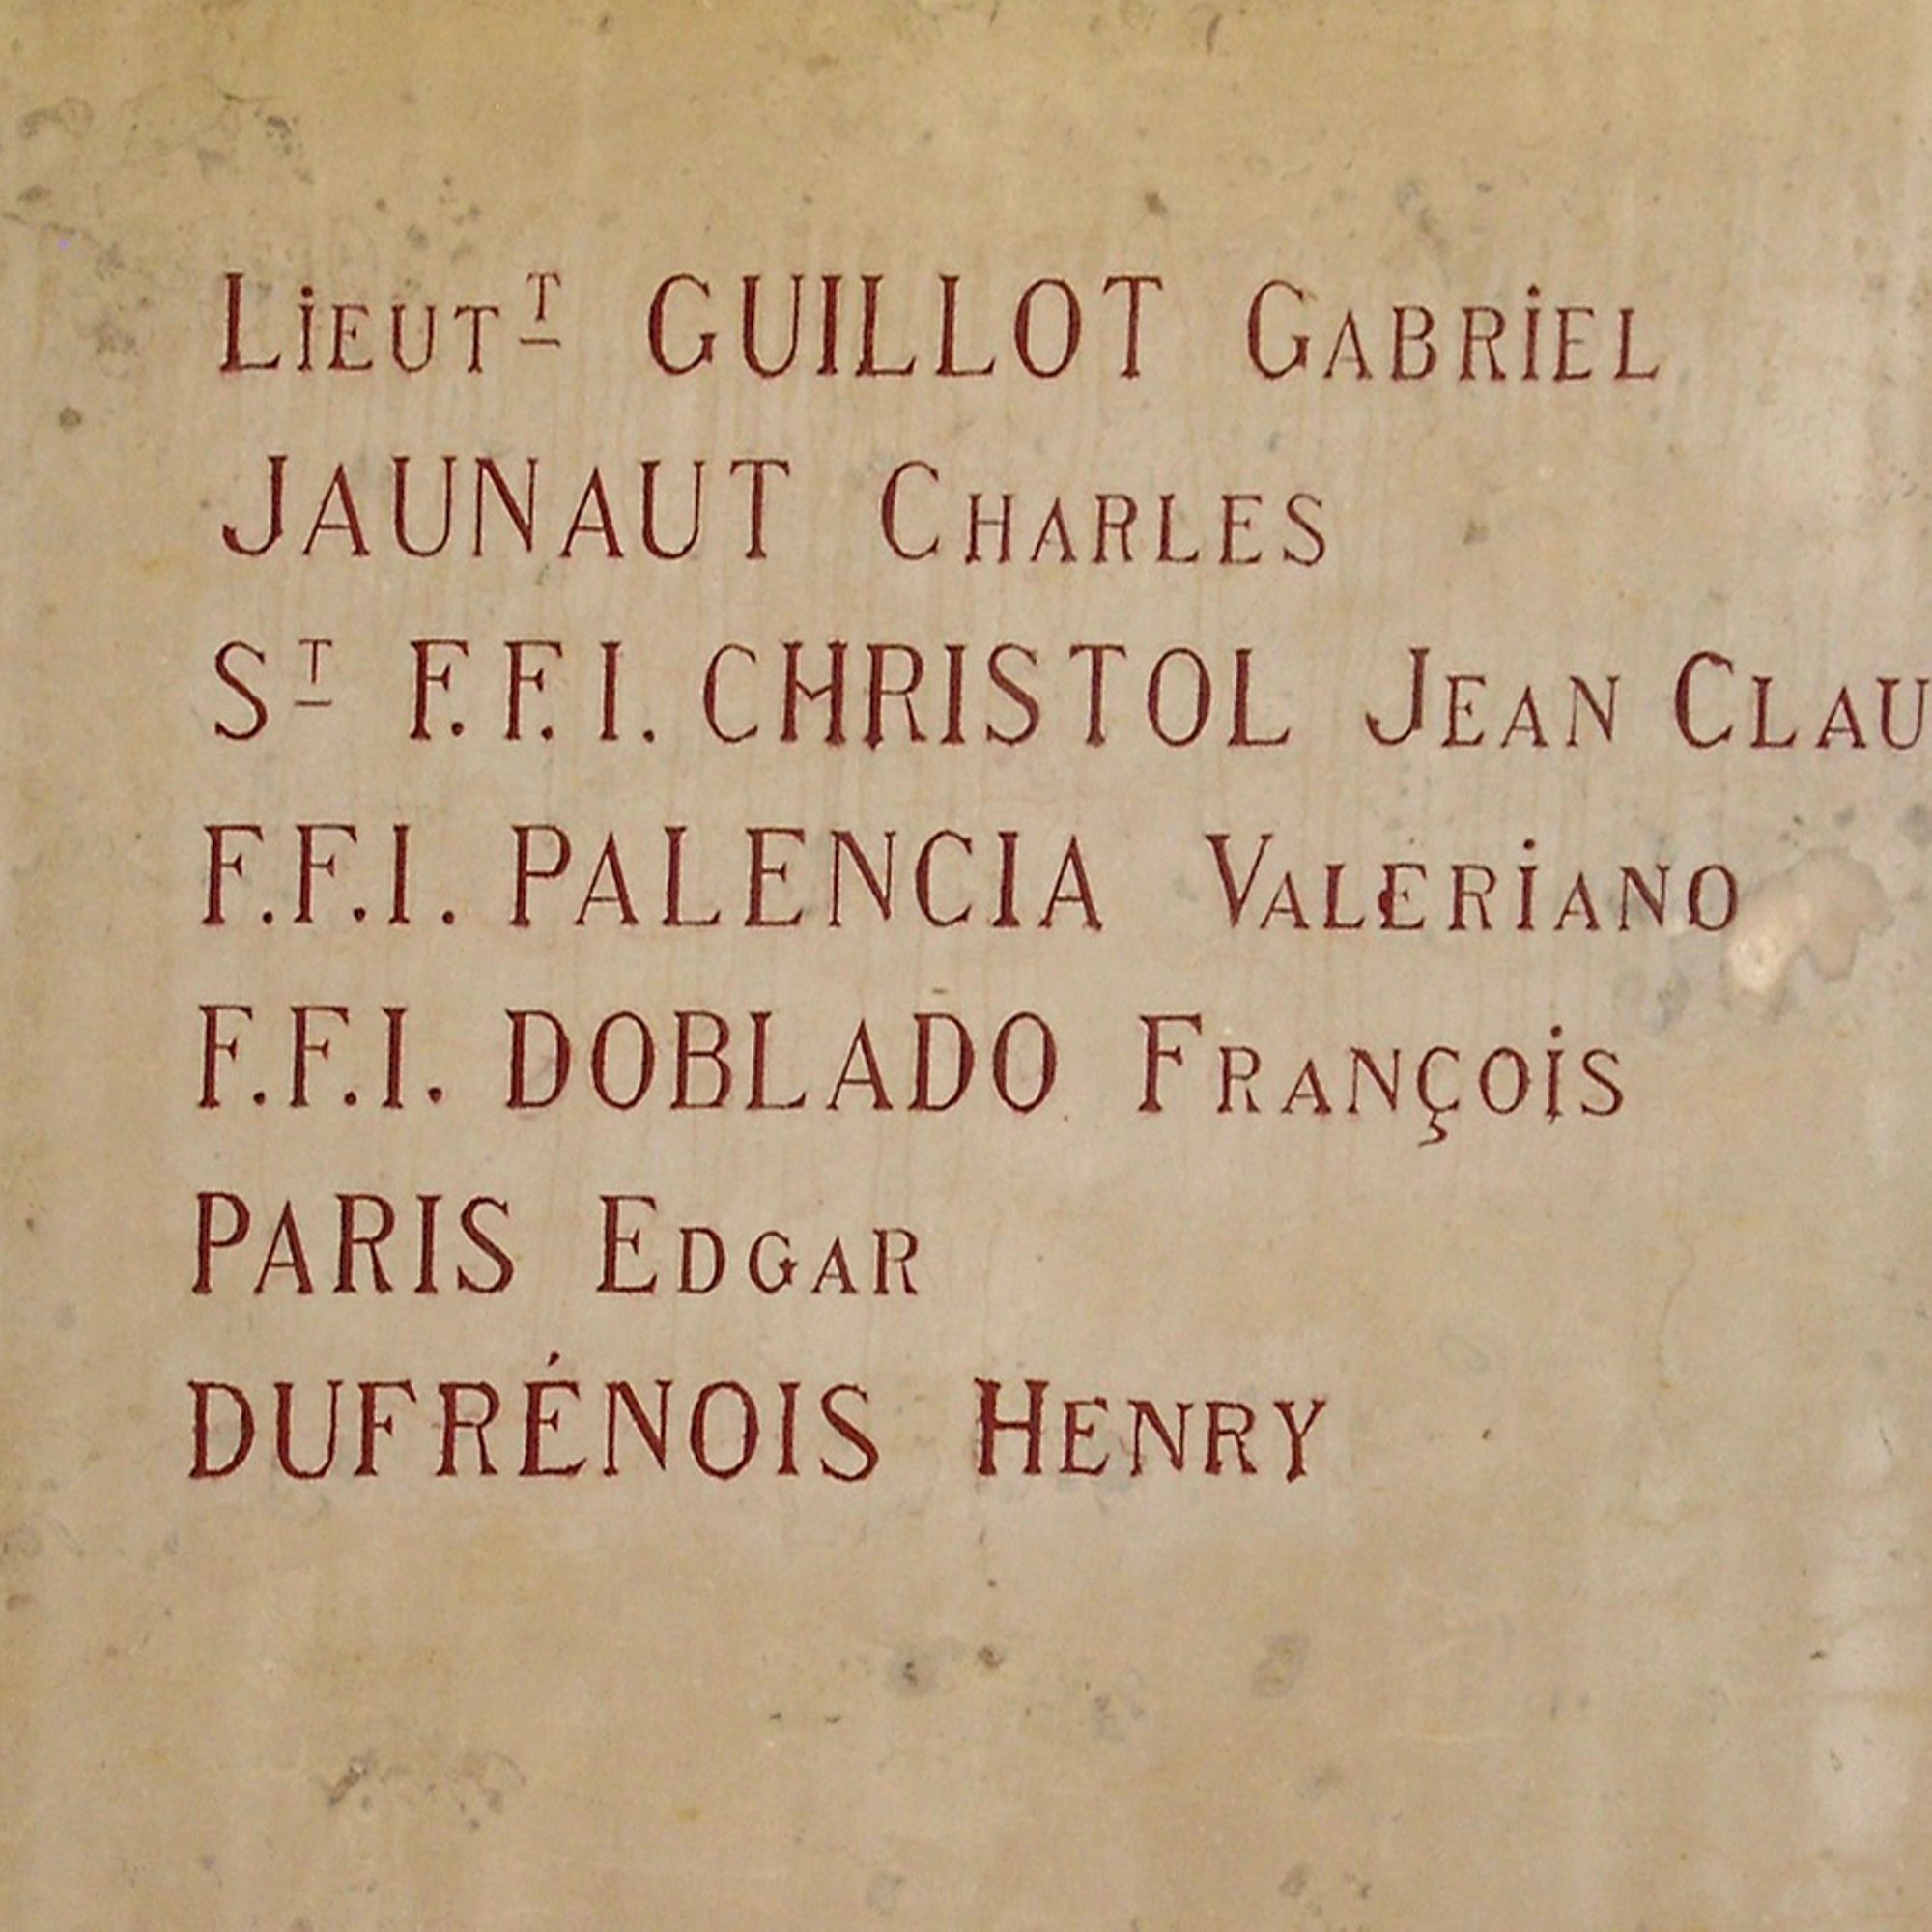 LiEUTᵀ GUILLOT GABRiEL
JAUNAUT CHARLES
Sᵀ F.F.I. CHRISTOL JEAN CLAU
F.F.I. PALENCIA VALERiANO
F.F.I. DOBLADO FRANÇOiS
PARIS EDGAR
DUFRÉNOIS HENRY